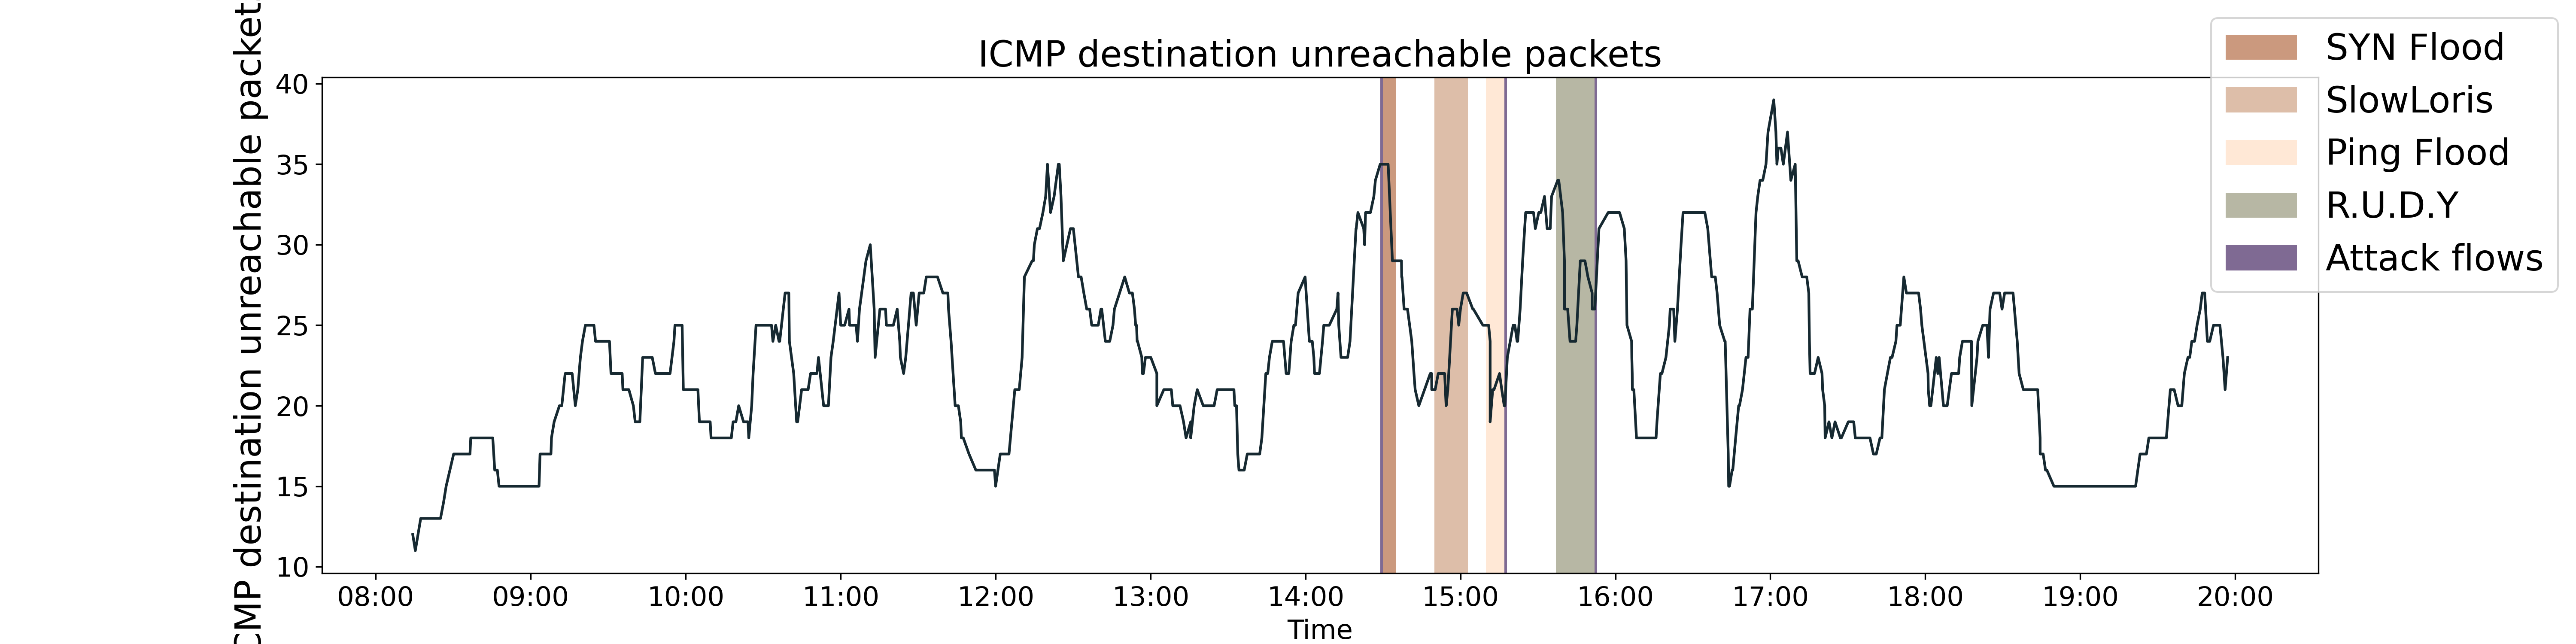 ICMP destination unreachable packets
CMP destination unreachable packet
40
35
30
25
20
15
10
08:00 09:00 10:00 11:00 12:00 13:00 14:00 15:00 16:00 17:00 18:00 19:00 20:00
Time
SYN Flood
SlowLoris
Ping Flood
R.U.D.Y
Attack flows